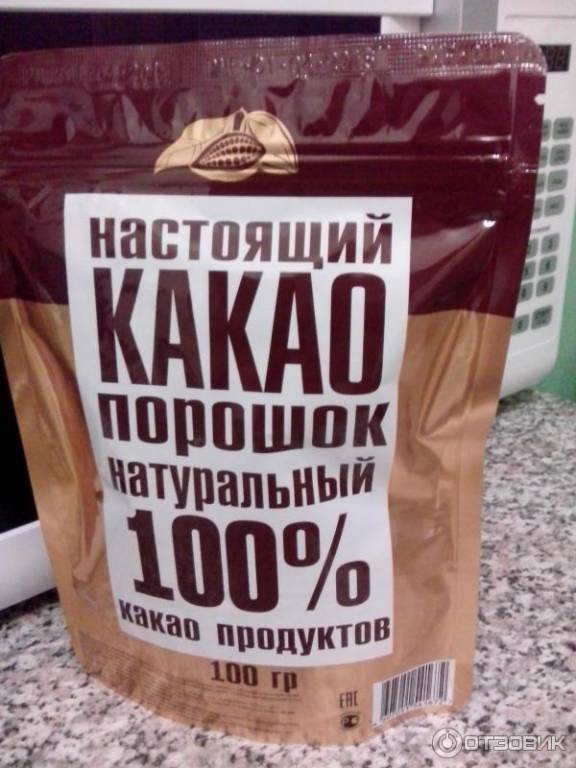 настоящий
КАКАО
порошок
натуральный
100%
какао продуктов
100 гр
EAC
ОТЗОВИК